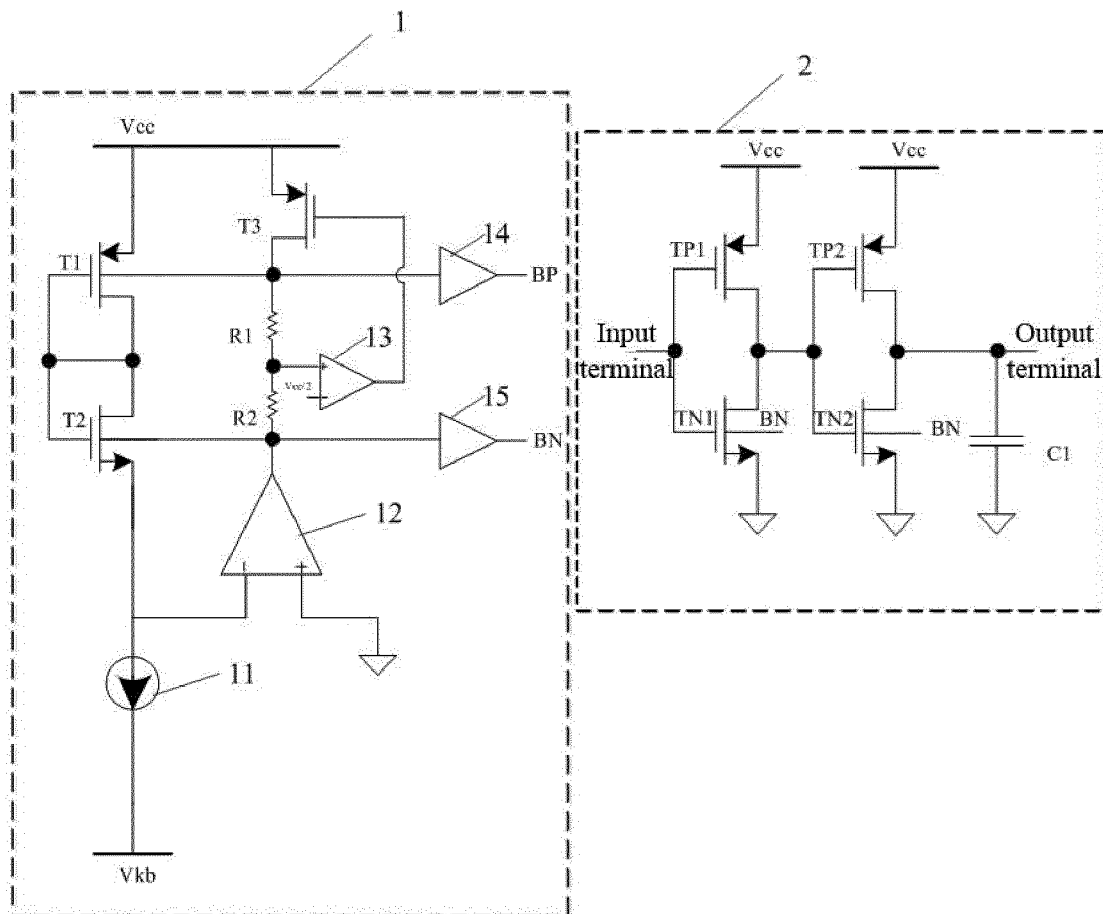 1
2
Vcc
Vcc
Vcc
T3
14
T1
BP
TP1
TP2
R1
13
Input
terminal
Output
terminal
Vcc/2
+
−
R2
15
T2
BN
TN1
BN
TN2
BN
C1
12
−
+
11
Vkb